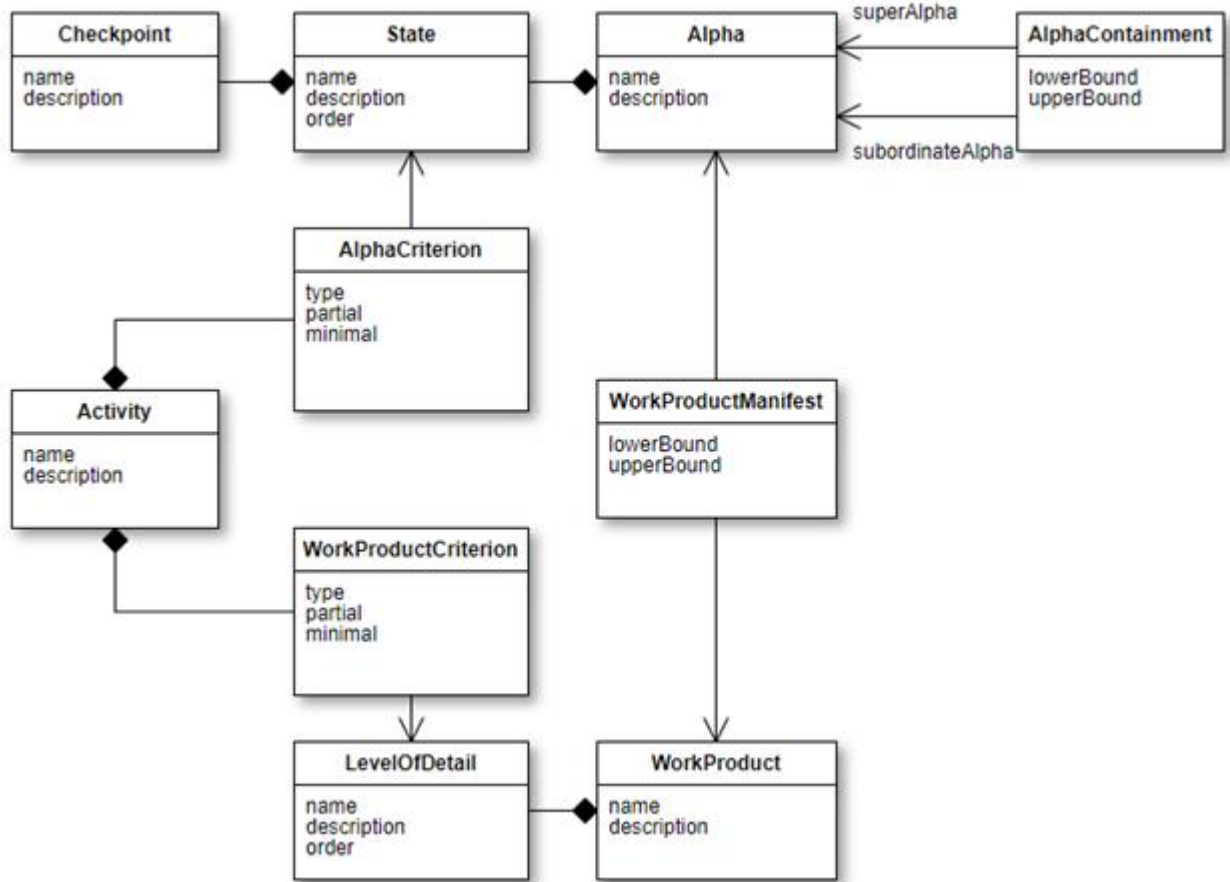 Checkpoint
name
description
State
name
description
order
Alpha
name
description
superAlpha
subordinateAlpha
AlphaContainment
lowerBound
upperBound
AlphaCriterion
type
partial
minimal
Activity
name
description
WorkProductManifest
lowerBound
upperBound
WorkProductCriterion
type
partial
minimal
LevelOfDetail
name
description
order
WorkProduct
name
description